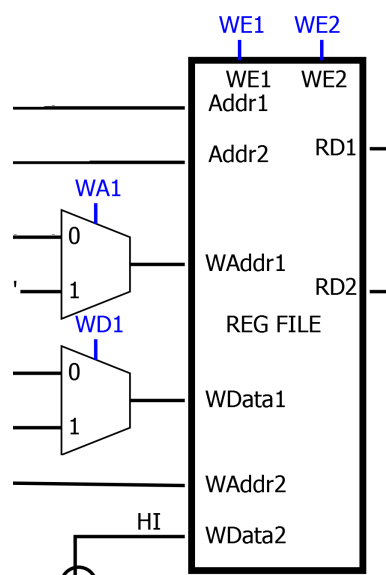 WE1 WE2
WE1 WE2
Addr1
Addr2 RD1
WA1
0
WAddr1
' 1 RD2
WD1 REG FILE
0
WData1
1
WAddr2
HI WData2